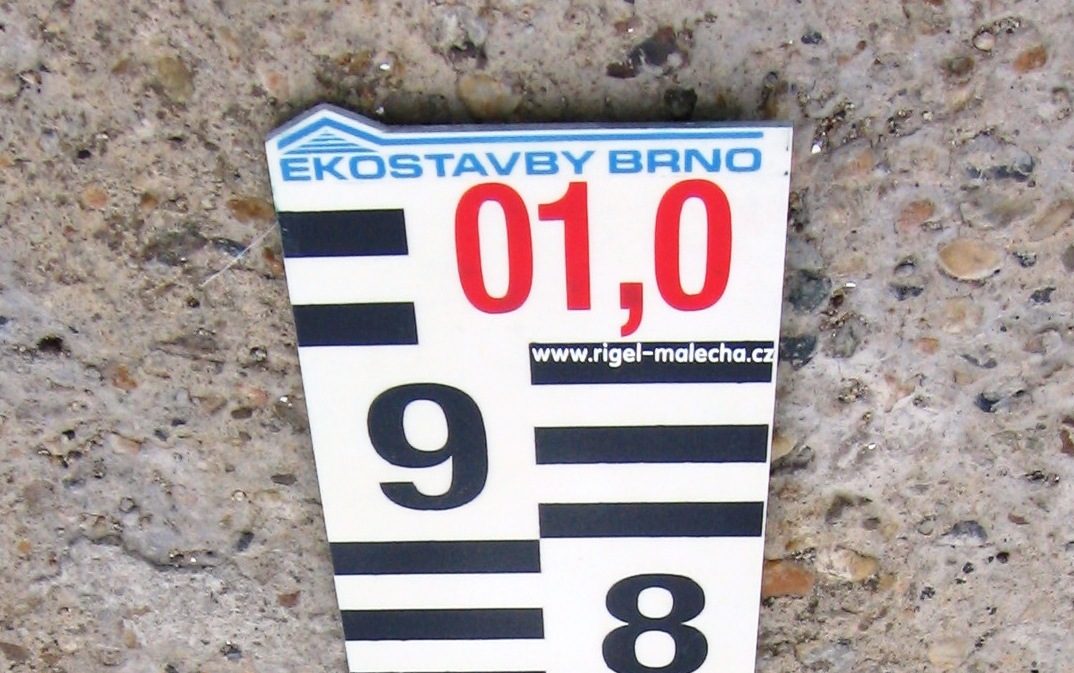 EKOSTAVBY BRNO
01,0
www.rigel-malecha.cz
9
8